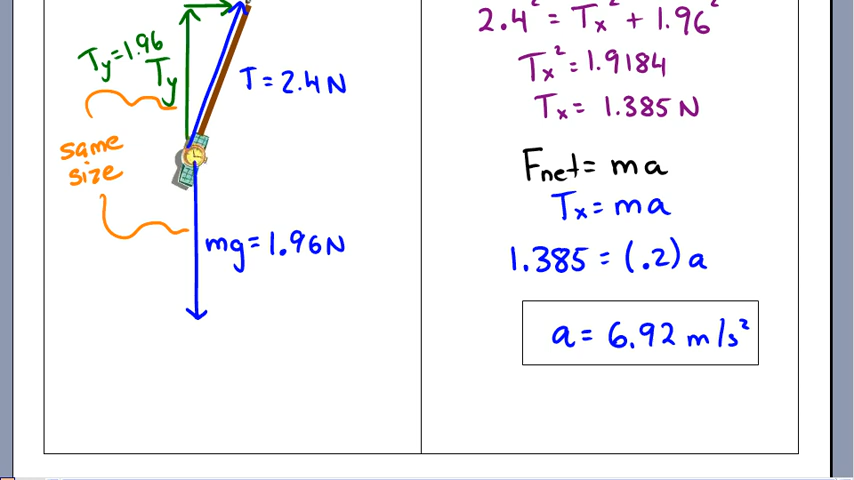 Ty=1.96
Ty
T=2.4N
same
size
mg=1.96N
2.4² = Tx² + 1.96²
Tx² = 1.9184
Tx = 1.385 N
Fnet = ma
Tx = ma
1.385 = (.2)a
a = 6.92 m/s²